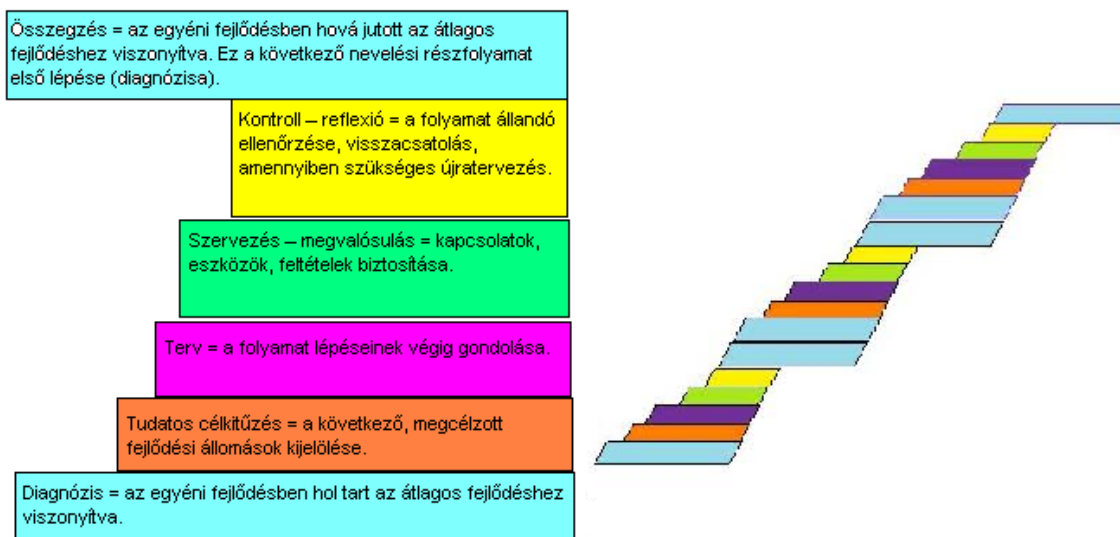 Összegzés = az egyéni fejlődésben hová jutott az átlagos
fejlődéshez viszonyítva. Ez a következő nevelési részfolyamat
első lépése (diagnózisa).
Kontroll – reflexió = a folyamat állandó
ellenőrzése, visszacsatolás,
amennyiben szükséges újratervezés.
Szervezés – megvalósulás = kapcsolatok,
eszközök, feltételek biztosítása.
Terv = a folyamat lépéseinek végig gondolása.
Tudatos célkitűzés = a következő, megcélzott
fejlődési állomások kijelölése.
Diagnózis = az egyéni fejlődésben hol tart az átlagos fejlődéshez
viszonyítva.